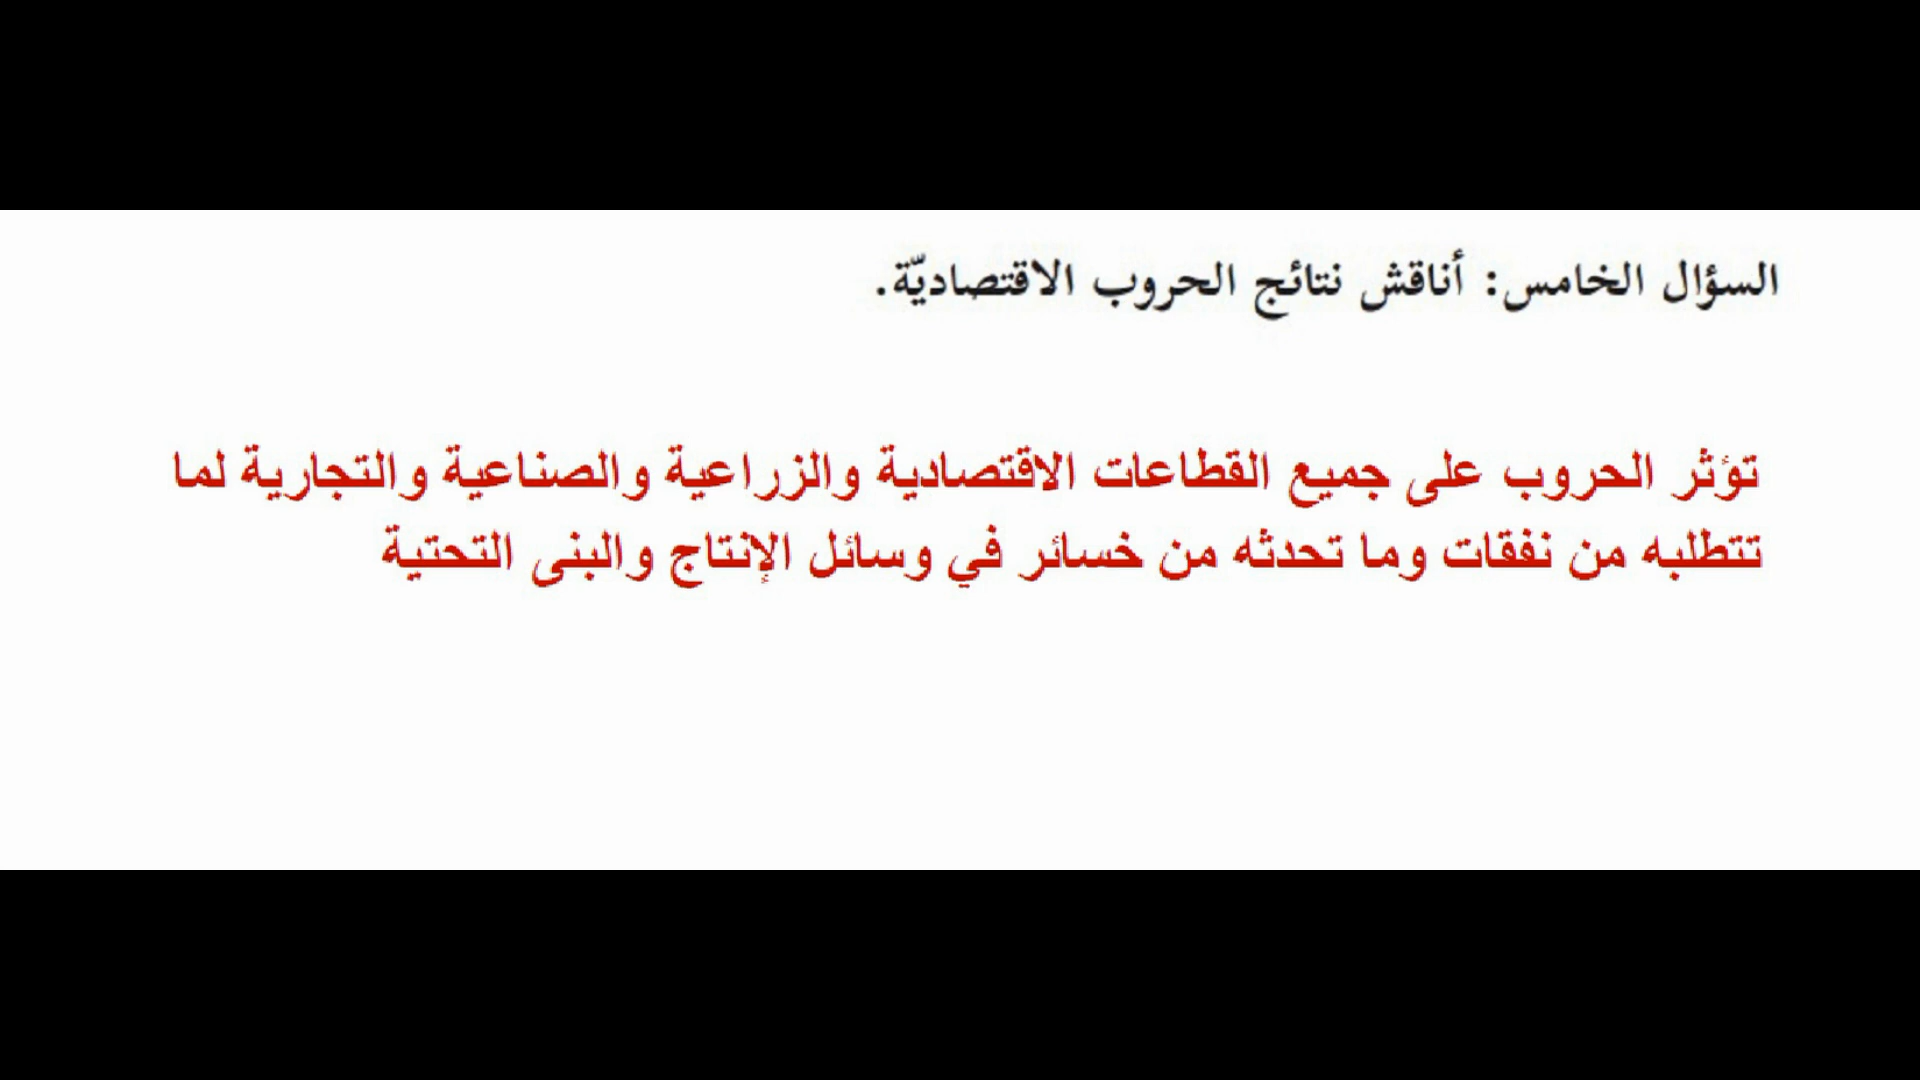 السؤال الخامس: أناقش نتائج الحروب الاقتصاديّة.
تؤثر الحروب على جميع القطاعات الاقتصادية والزراعية والصناعية والتجارية لما
تتطلبه من نفقات وما تحدثه من خسائر في وسائل الإنتاج والبنى التحتية